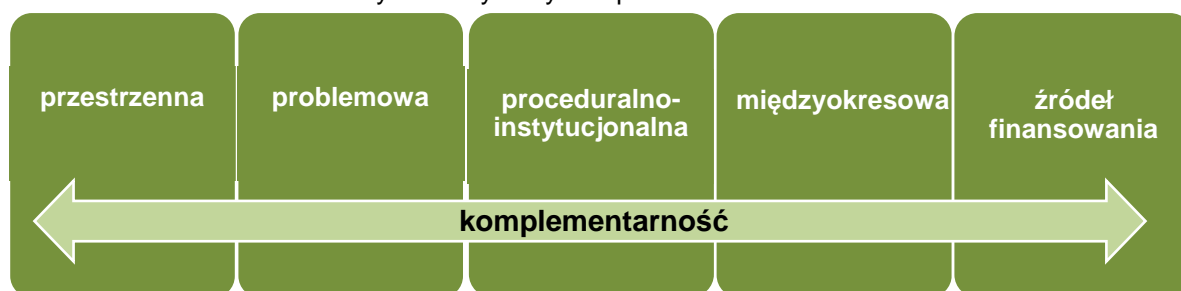 przestrzenna
problemowa
proceduralno-
instytucjonalna
międzyokresowa
źródeł
finansowania
komplementarność